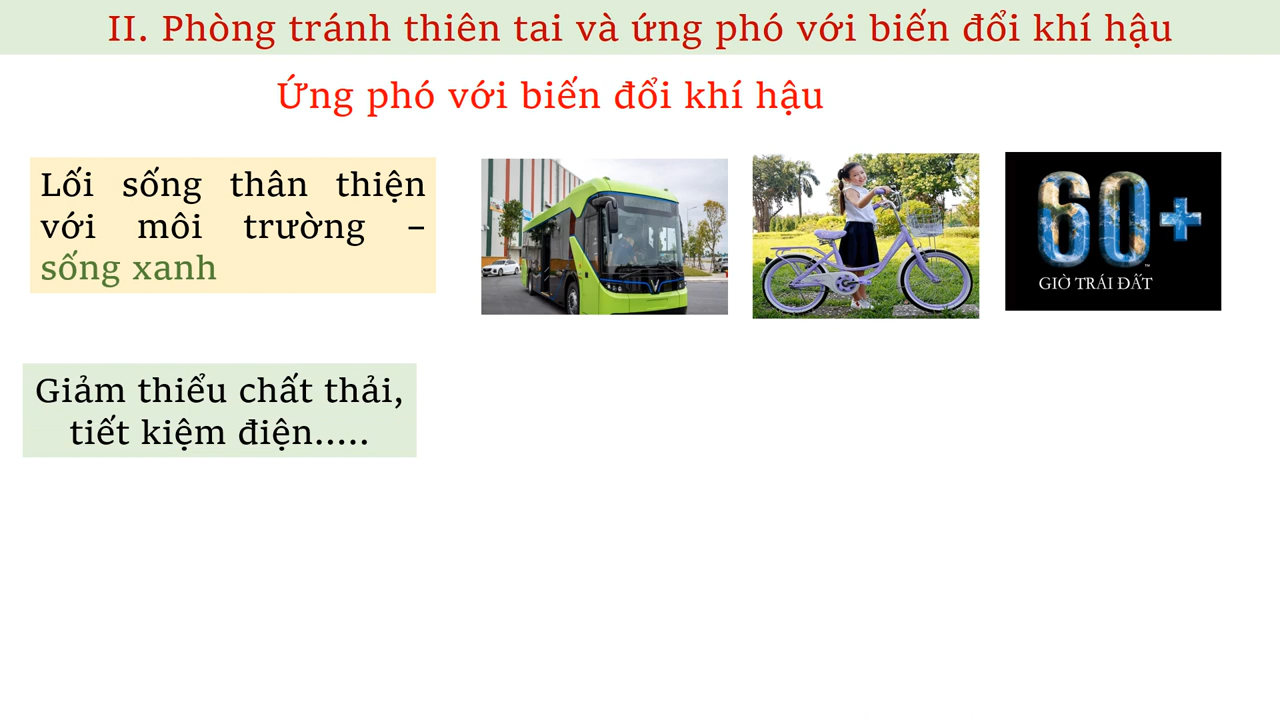 II. Phòng tránh thiên tai và ứng phó với biến đổi khí hậu
Ứng phó với biến đổi khí hậu
Lối sống thân thiện
với môi trường –
sống xanh
60+
GIỜ TRÁI ĐẤT
Giảm thiểu chất thải,
tiết kiệm điện.....